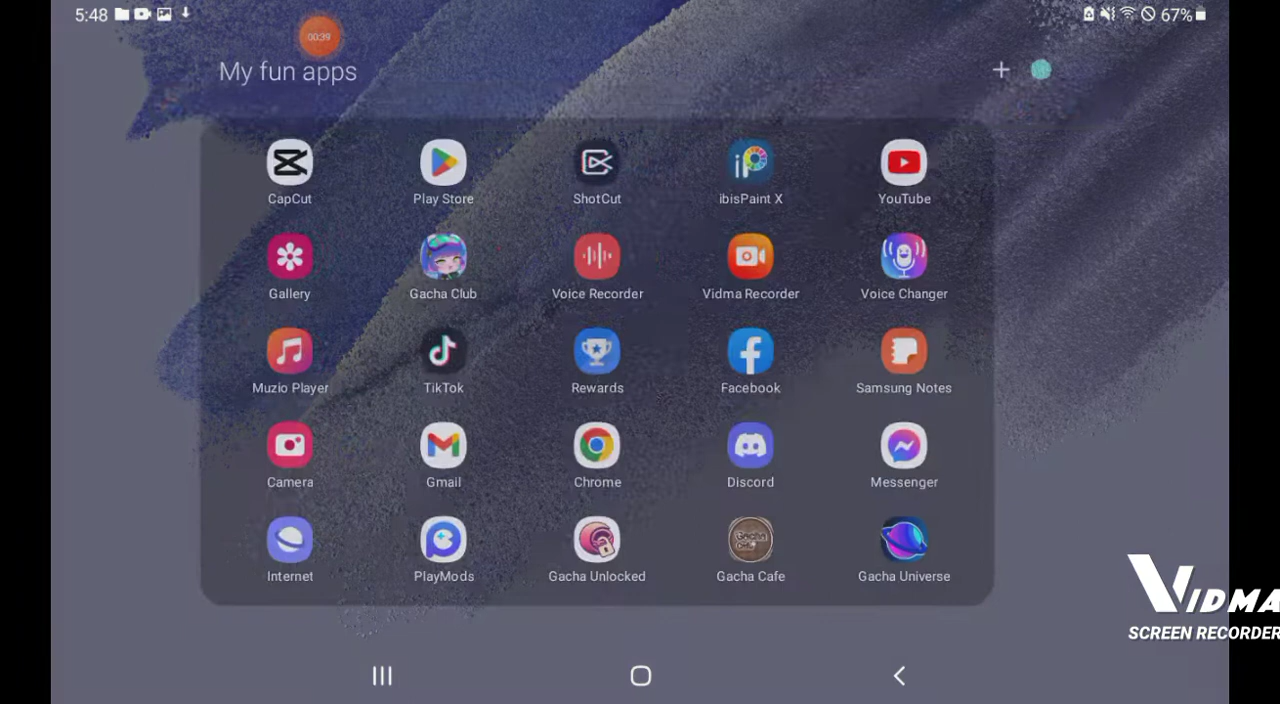 5:48
67%
00:39
My fun apps
CapCut
Play Store
ShotCut
ibisPaint X
YouTube
Gallery
Gacha Club
Voice Recorder
Vidma Recorder
Voice Changer
Muzio Player
TikTok
Rewards
Facebook
Samsung Notes
Camera
Gmail
Chrome
Discord
Messenger
Internet
PlayMods
Gacha Unlocked
Gacha Cafe
Gacha Universe
VIDMA
SCREEN RECORDER